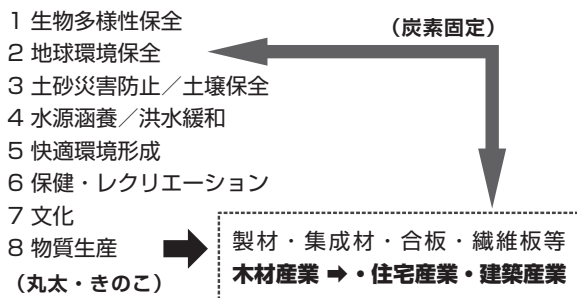 1 生物多様性保全
(炭素固定)
2 地球環境保全
3 土砂災害防止／土壌保全
4 水源涵養／洪水緩和
5 快適環境形成
6 保健・レクリエーション
7 文化
8 物質生産
(丸太・きのこ)
製材・集成材・合板・繊維板等
木材産業 ➡ ・住宅産業・建築産業